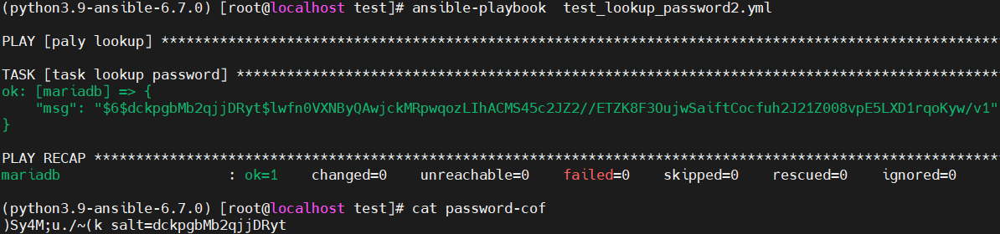 (python3.9-ansible-6.7.0) [root@localhost test]# ansible-playbook  test_lookup_password2.yml
PLAY [paly lookup] ****************************************************************************************************
TASK [task lookup password] *******************************************************************************************
ok: [mariadb] => {
    "msg": "$6$dckpgbMb2qjjDRyt$lwfn0VXNByQAwjckMRpwqozLIhACMS45c2JZ2//ETZK8F3OujwSaiftCocfuh2J21Z008vpE5LXD1rqoKyw/v1"
}
PLAY RECAP ************************************************************************************************************
mariadb                    : ok=1    changed=0    unreachable=0    failed=0    skipped=0    rescued=0    ignored=0
(python3.9-ansible-6.7.0) [root@localhost test]# cat password-cof
)Sy4M;u./~(k salt=dckpgbMb2qjjDRyt